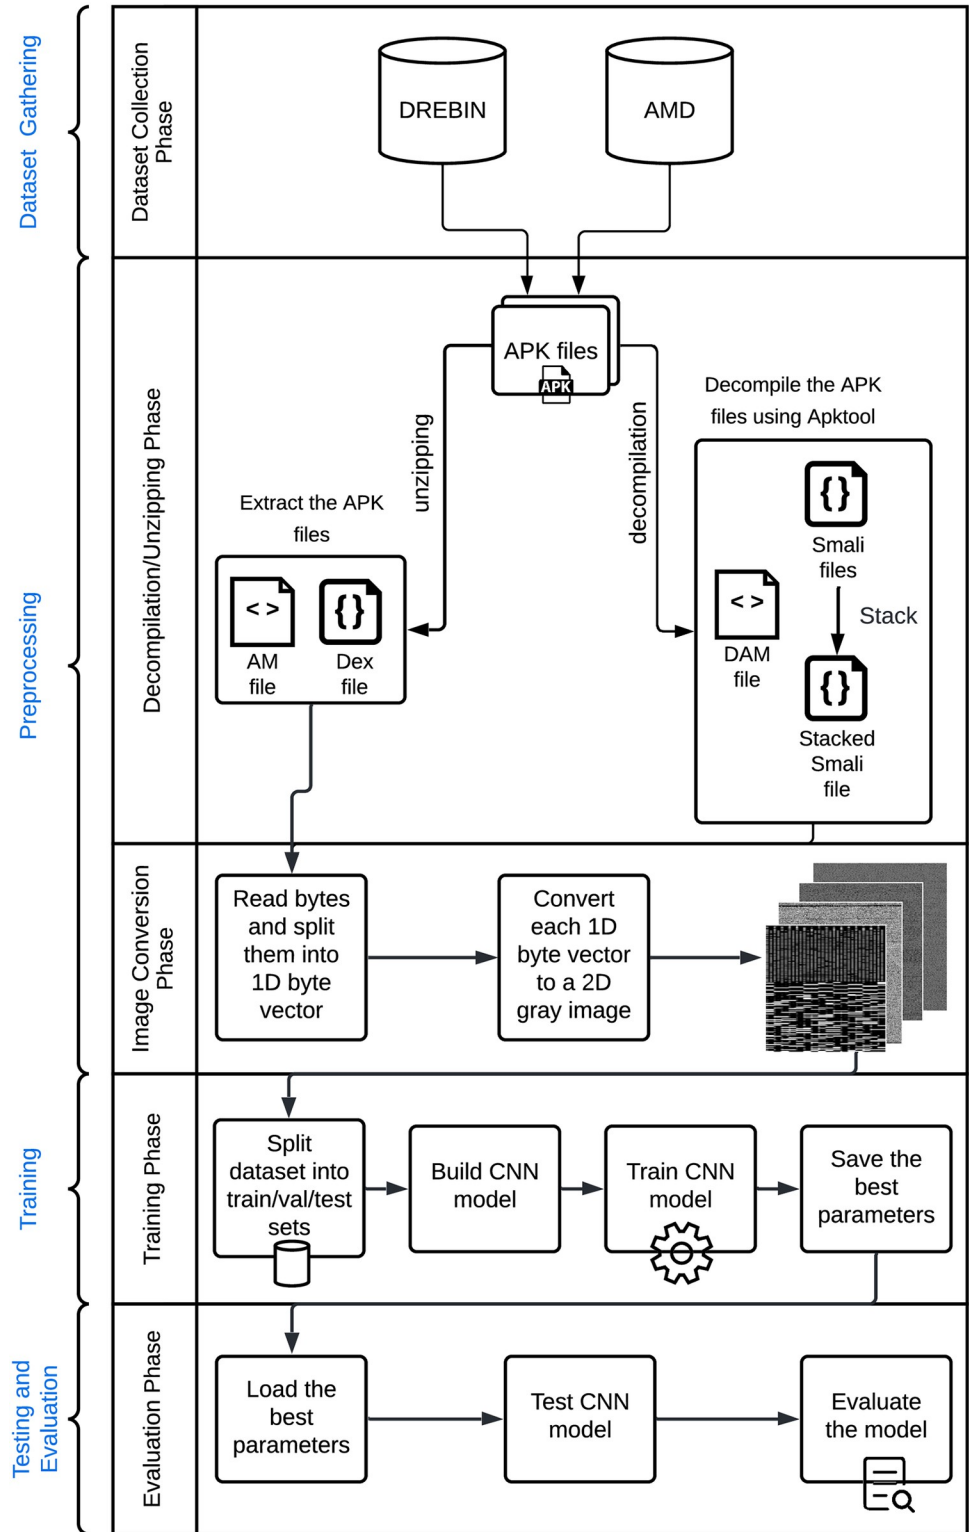 Dataset Gathering
Dataset Collection
Phase
DREBIN
AMD
Preprocessing
Decompilation/Unzipping Phase
APK files
APK
unzipping
decompilation
Extract the APK
files
< >
{}
AM
file
Dex
file
Decompile the APK
files using Apktool
{}
Smali
files
Stack
< >
DAM
file
{}
Stacked
Smali
file
Image Conversion
Phase
Read bytes
and split
them into
1D byte
vector
Convert
each 1D
byte vector
to a 2D
gray image
Training
Training Phase
Split
dataset into
train/val/test
sets
Build CNN
model
Train CNN
model
Save the
best
parameters
Testing and
Evaluation
Evaluation Phase
Load the
best
parameters
Test CNN
model
Evaluate
the model